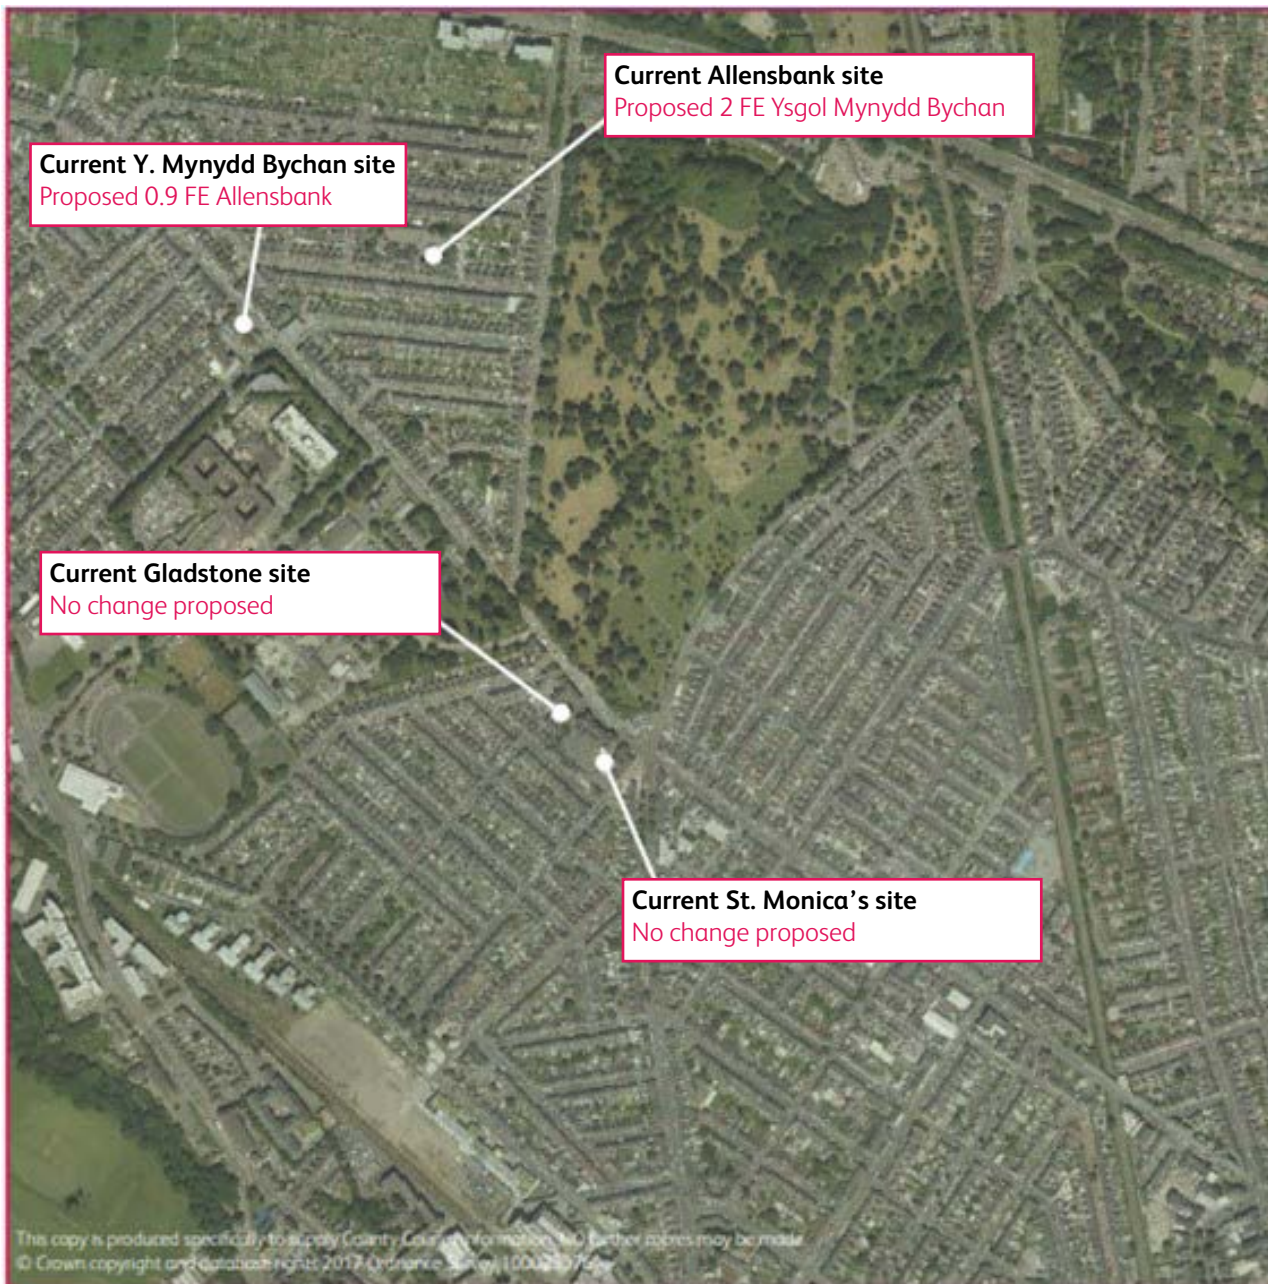 Current Allensbank site
Proposed 2 FE Ysgol Mynydd Bychan
Current Y. Mynydd Bychan site
Proposed 0.9 FE Allensbank
Current Gladstone site
No change proposed
Current St. Monica's site
No change proposed
This copy is produced specifically to supply County Council information. NO further copies may be made.
© Crown copyright and database rights 2017 Ordnance Survey